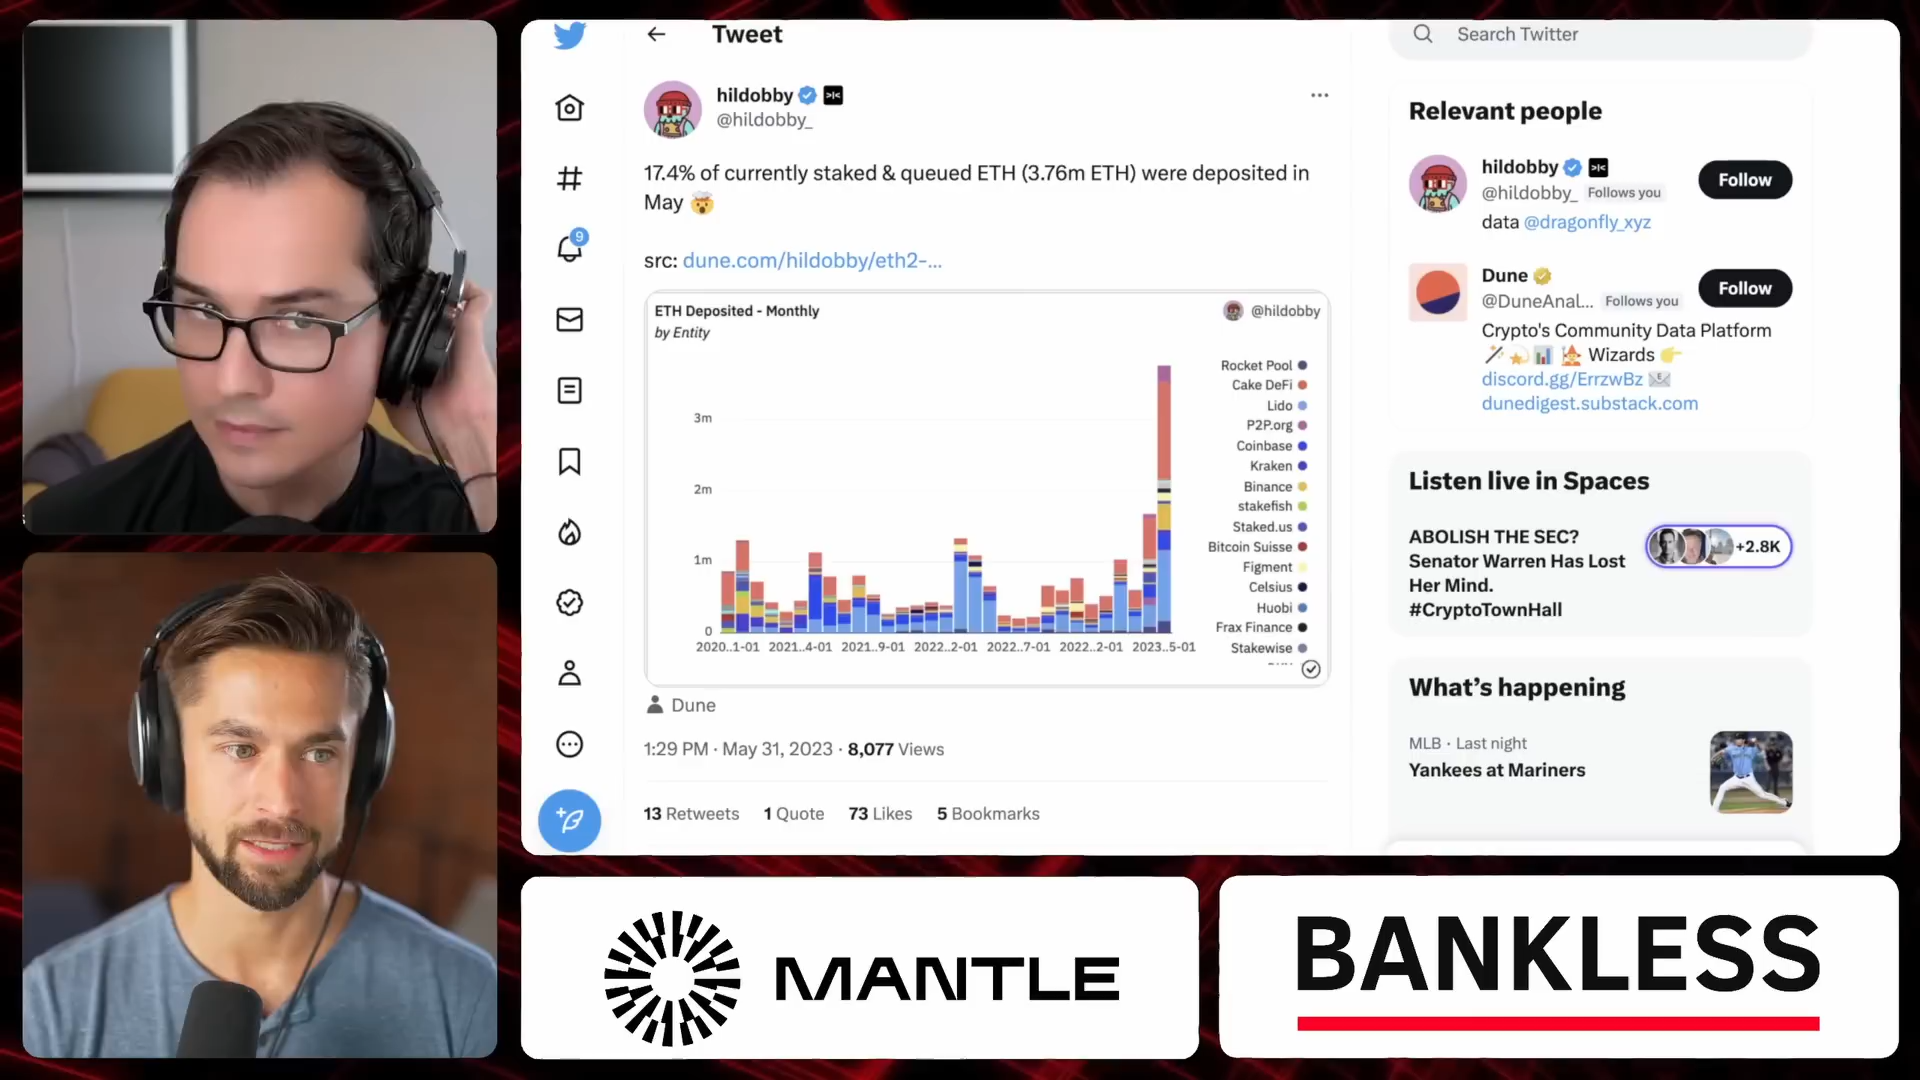 Tweet
hildobby
@hildobby_
17.4% of currently staked & queued ETH (3.76m ETH) were deposited in
May 🤯
src: dune.com/hildobby/eth2-...
ETH Deposited - Monthly
by Entity
@hildobby
3m
2m
1m
0
2020..1-01
2021..4-01
2021..9-01
2022..2-01
2022..7-01
2022..2-01
2023..5-01
Rocket Pool
Cake DeFi
Lido
P2P.org
Coinbase
Kraken
Binance
stakefish
Staked.us
Bitcoin Suisse
Figment
Celsius
Huobi
Frax Finance
Stakewise
Dune
1:29 PM · May 31, 2023 · 8,077 Views
13 Retweets 1 Quote 73 Likes 5 Bookmarks
9
Search Twitter
Relevant people
hildobby
@hildobby_ Follows you
Follow
data @dragonfly_xyz
Dune
@DuneAnal... Follows you
Follow
Crypto's Community Data Platform
🪄💫📊🧙 Wizards 👉
discord.gg/ErrzwBz 📧
dunedigest.substack.com
Listen live in Spaces
ABOLISH THE SEC?
Senator Warren Has Lost
Her Mind.
#CryptoTownHall
+2.8K
What's happening
MLB · Last night
Yankees at Mariners
MANTLE
BANKLESS